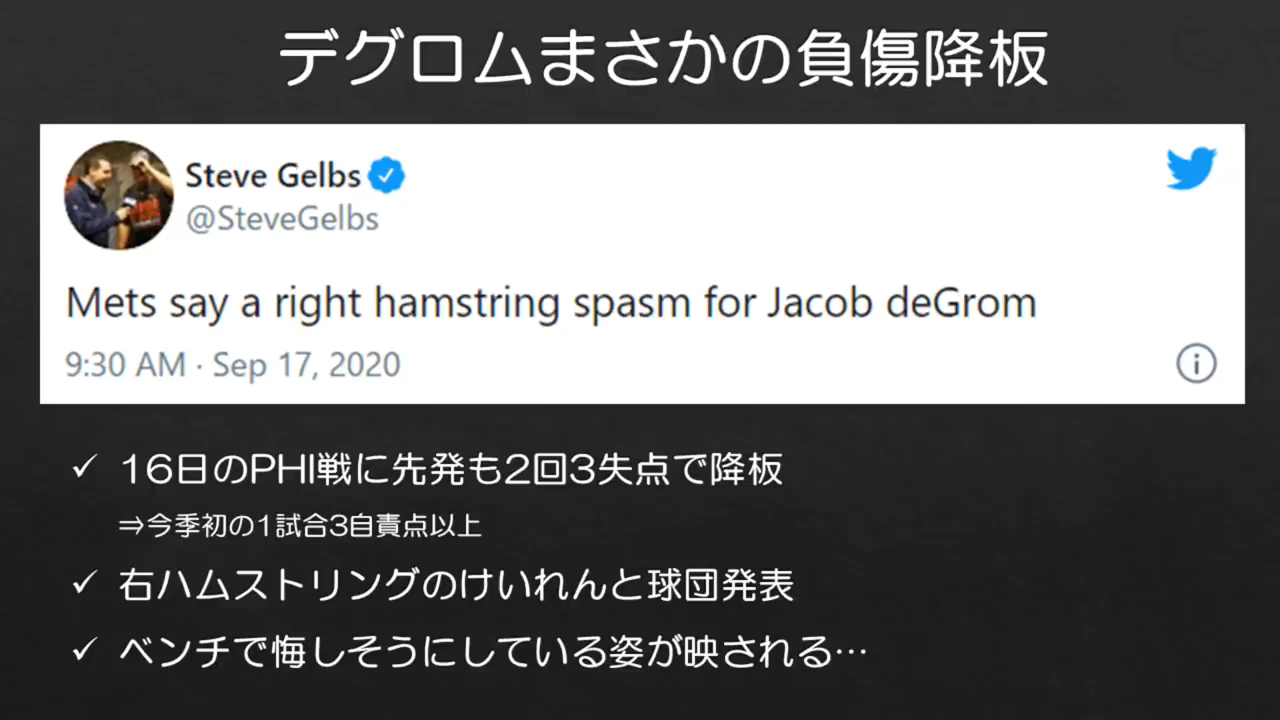 デグロムまさかの負傷降板
Steve Gelbs
@SteveGelbs
Mets say a right hamstring spasm for Jacob deGrom
9:30 AM · Sep 17, 2020
✓ 16日のPHI戦に先発も2回3失点で降板
⇒今季初の1試合3自責点以上
✓ 右ハムストリングのけいれんと球団発表
✓ ベンチで悔しそうにしている姿が映される…